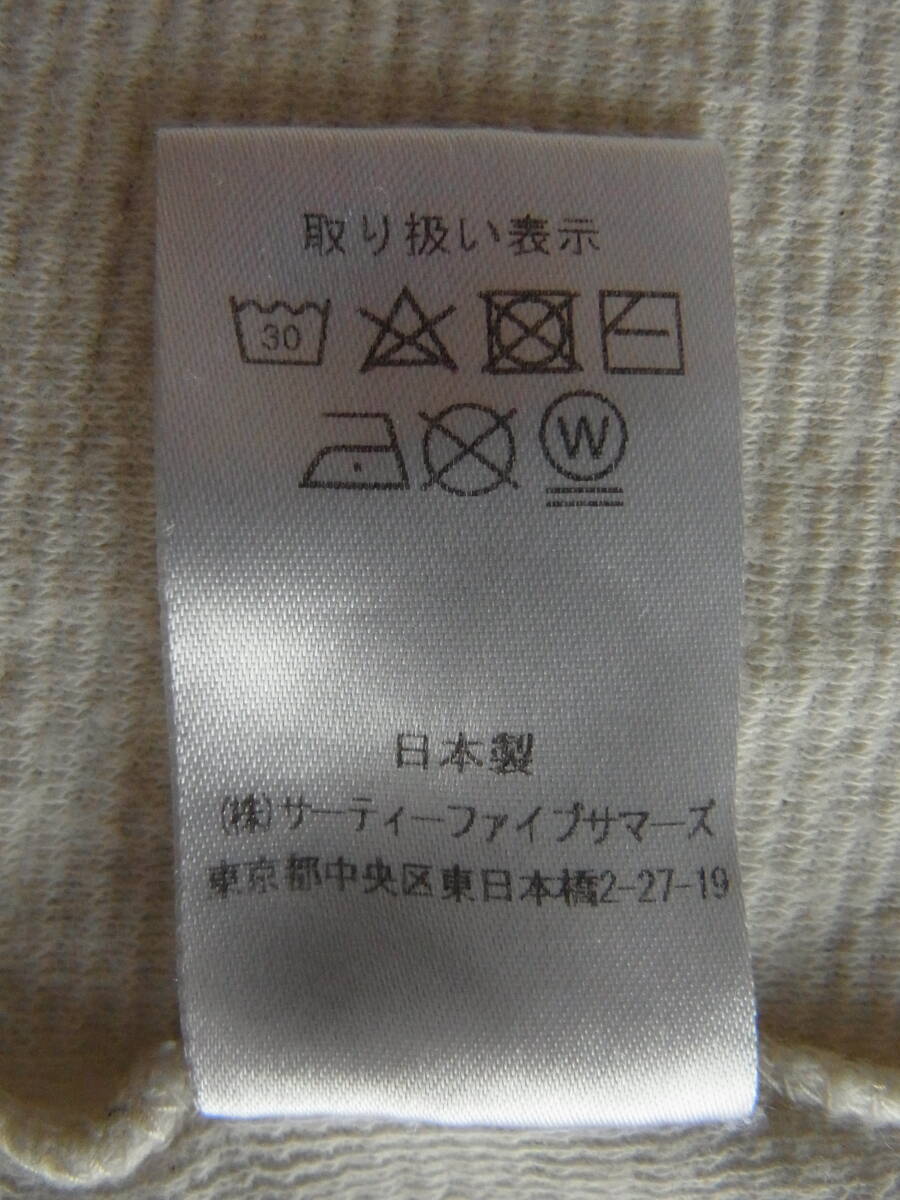 取り扱い表示
30
W
日本製
(株)サーティーファイブサマーズ
東京都中央区東日本橋2-27-19